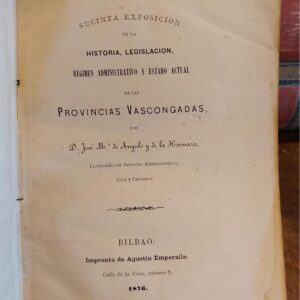 SUCINTA EXPOSICION
DE LA
HISTORIA, LEGISLACION,
RÉGIMEN ADMINISTRATIVO Y ESTADO ACTUAL
DE LAS
PROVINCIAS VASCONGADAS,
POR
D. José M.ª de Angulo y de la Hormaza,
Licenciado en Derecho Administrativo,
Civil y Canónico.
BILBAO:
Imprenta de Agustin Emperaile.
Calle de la Cruz, número 5.
1876.